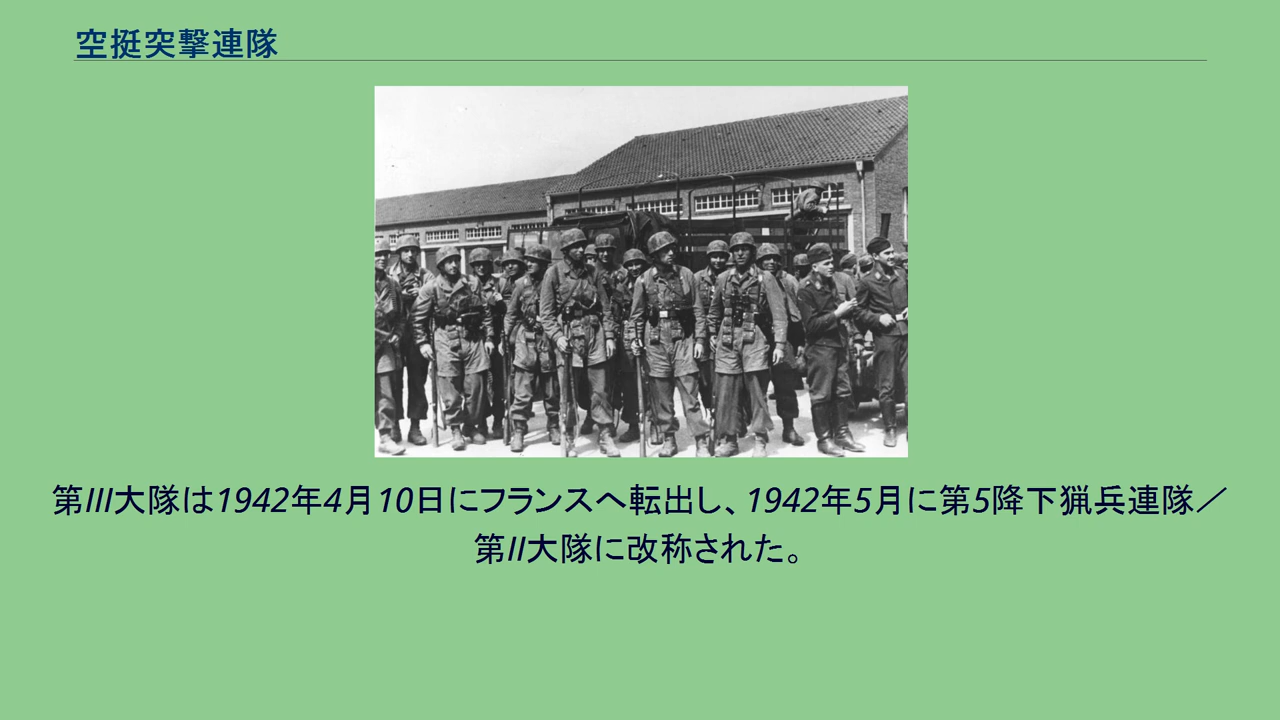 空挺突撃連隊
第III大隊は1942年4月10日にフランスへ転出し、1942年5月に第5降下猟兵連隊／
第II大隊に改称された。